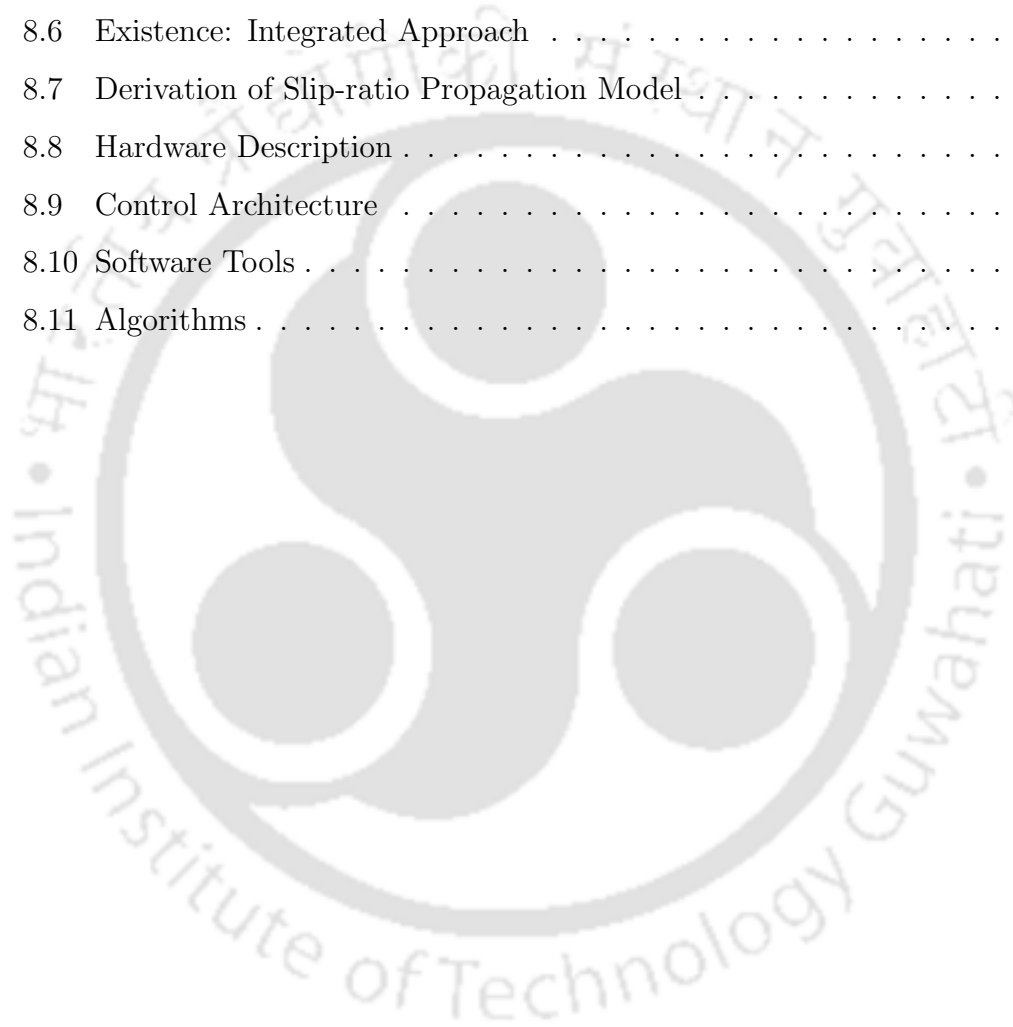 8.6 Existence: Integrated Approach . . . . . . . . . . . . . . . . . . .
8.7 Derivation of Slip-ratio Propagation Model . . . . . . . . . . . . .
8.8 Hardware Description . . . . . . . . . . . . . . . . . . . . . . . . .
8.9 Control Architecture . . . . . . . . . . . . . . . . . . . . . . . . .
8.10 Software Tools . . . . . . . . . . . . . . . . . . . . . . . . . . . . .
8.11 Algorithms . . . . . . . . . . . . . . . . . . . . . . . . . . . . . . .
• Indian Institute of Technology Guwahati •